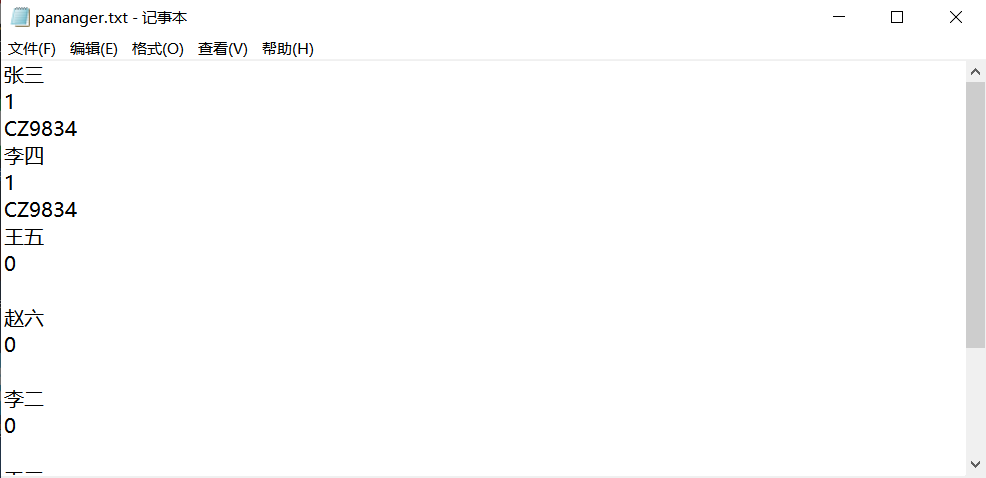 pananger.txt - 记事本
文件(F) 编辑(E) 格式(O) 查看(V) 帮助(H)
张三
1
CZ9834
李四
1
CZ9834
王五
0
赵六
0
李二
0